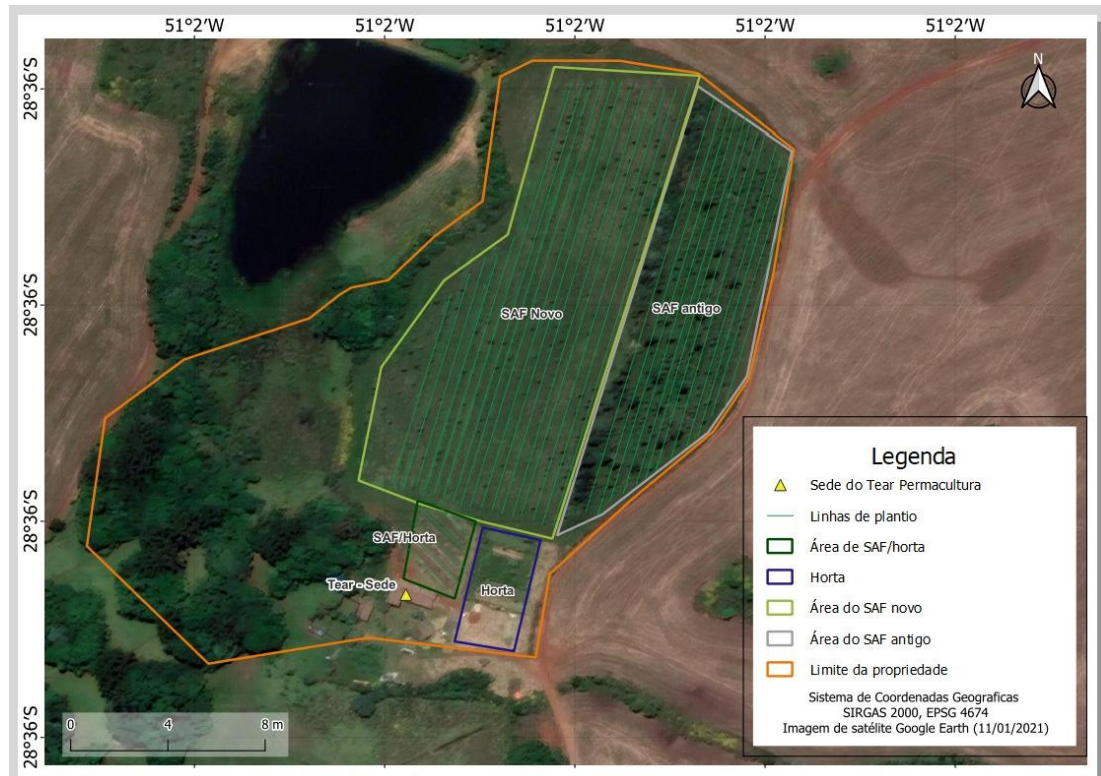 51°2'W 51°2'W 51°2'W 51°2'W 51°2'W
N
28°36'S
28°36'S
SAF Novo
SAF antigo
28°36'S
SAF/Horta
Tear - Sede
Horta
28°36'S
0 4 8 m
Legenda
Sede do Tear Permacultura
Linhas de plantio
Área de SAF/horta
Horta
Área do SAF novo
Área do SAF antigo
Limite da propriedade
Sistema de Coordenadas Geograficas
SIRGAS 2000, EPSG 4674
Imagem de satélite Google Earth (11/01/2021)